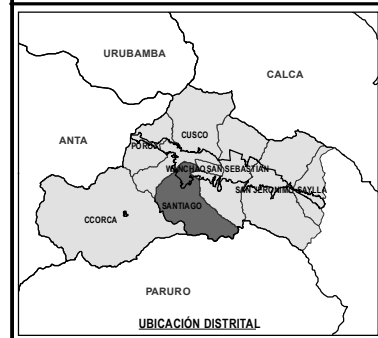 URUBAMBA
CALCA
ANTA
CUSCO
POROY
WANCHAQ SAN SEBASTIAN
SAN JERONIMO SAYLLA
SANTIAGO
CCORCA
PARURO
UBICACIÓN DISTRITAL